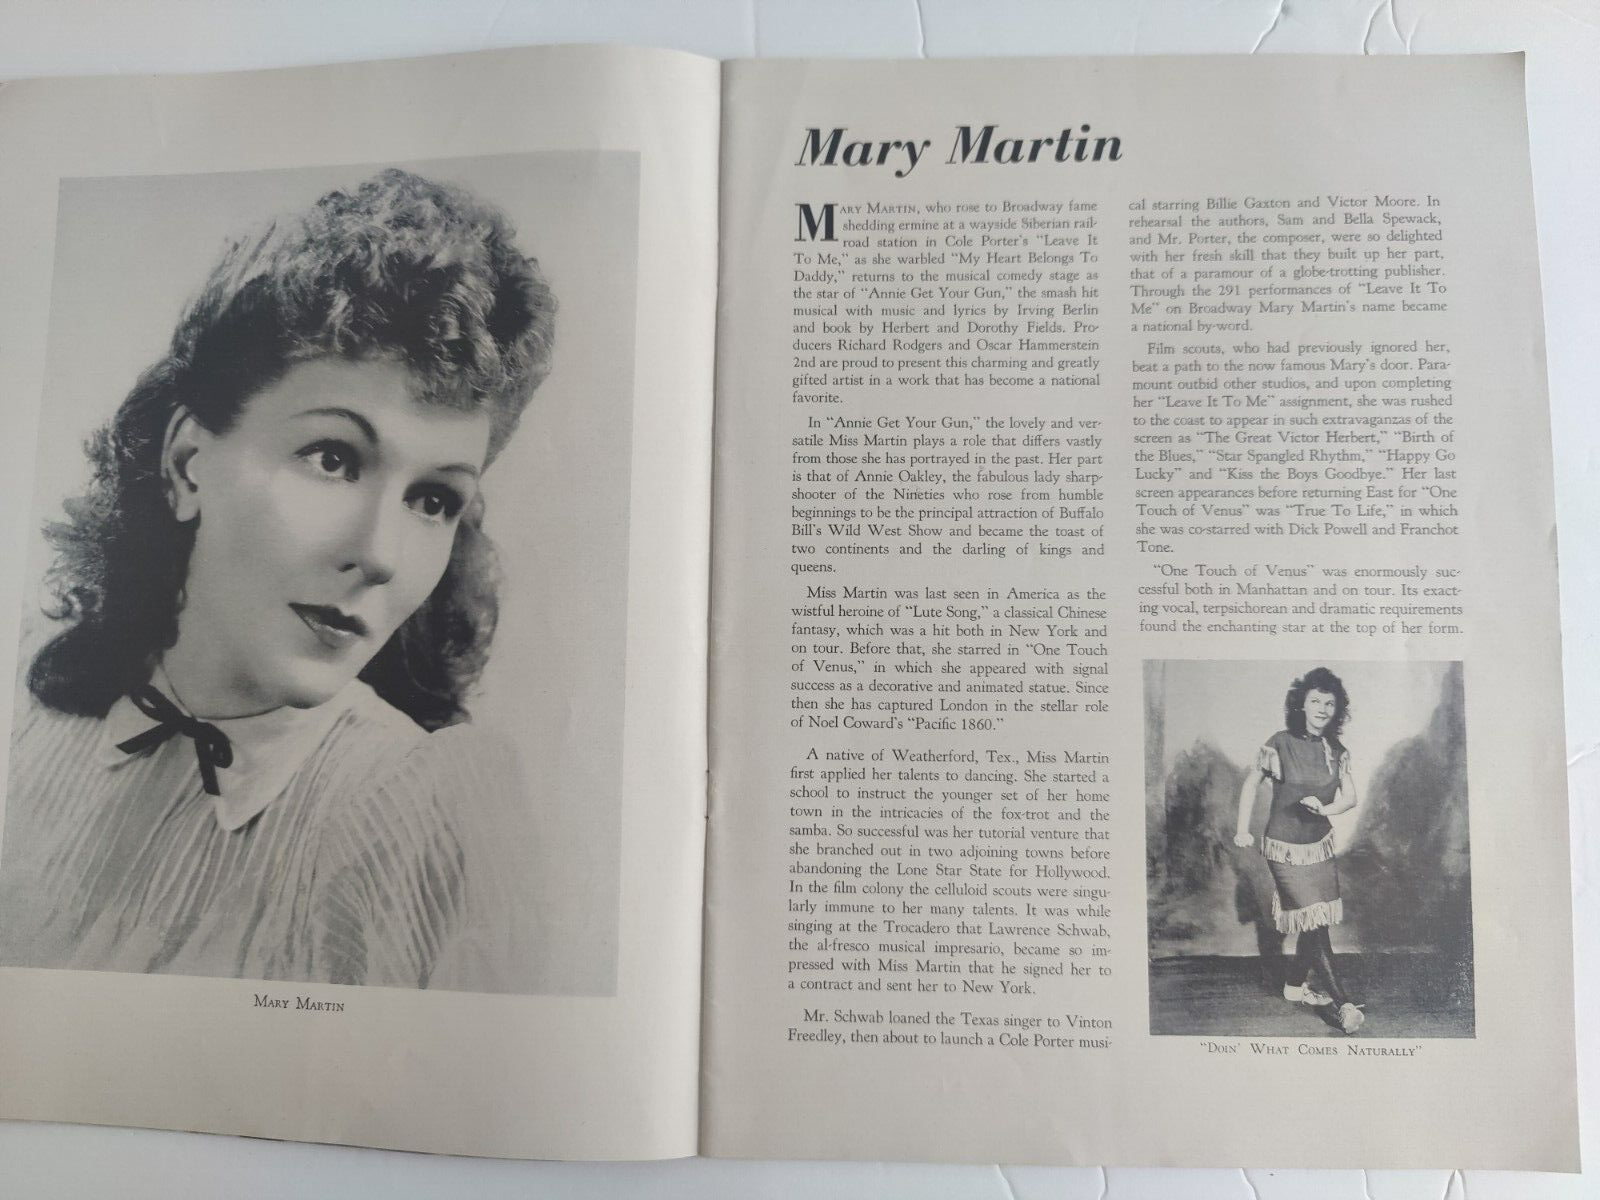 MARY MARTIN
Mary Martin
MARY MARTIN, who rose to Broadway fame
shedding ermine at a wayside Siberian rail-
road station in Cole Porter's "Leave It
To Me," as she warbled "My Heart Belongs To
Daddy," returns to the musical comedy stage as
the star of "Annie Get Your Gun," the smash hit
musical with music and lyrics by Irving Berlin
and book by Herbert and Dorothy Fields. Pro-
ducers Richard Rodgers and Oscar Hammerstein
2nd are proud to present this charming and greatly
gifted artist in a work that has become a national
favorite.
In "Annie Get Your Gun," the lovely and ver-
satile Miss Martin plays a role that differs vastly
from those she has portrayed in the past. Her part
is that of Annie Oakley, the fabulous lady sharp-
shooter of the Nineties who rose from humble
beginnings to be the principal attraction of Buffalo
Bill's Wild West Show and became the toast of
two continents and the darling of kings and
queens.
Miss Martin was last seen in America as the
wistful heroine of "Lute Song," a classical Chinese
fantasy, which was a hit both in New York and
on tour. Before that, she starred in "One Touch
of Venus," in which she appeared with signal
success as a decorative and animated statue. Since
then she has captured London in the stellar role
of Noel Coward's "Pacific 1860."
A native of Weatherford, Tex., Miss Martin
first applied her talents to dancing. She started a
school to instruct the younger set of her home
town in the intricacies of the fox-trot and the
samba. So successful was her tutorial venture that
she branched out in two adjoining towns before
abandoning the Lone Star State for Hollywood.
In the film colony the celluloid scouts were singu-
larly immune to her many talents. It was while
singing at the Trocadero that Lawrence Schwab,
the al-fresco musical impresario, became so im-
pressed with Miss Martin that he signed her to
a contract and sent her to New York.
Mr. Schwab loaned the Texas singer to Vinton
Freedley, then about to launch a Cole Porter musi-
cal starring Billie Gaxton and Victor Moore. In
rehearsal the authors, Sam and Bella Spewack,
and Mr. Porter, the composer, were so delighted
with her fresh skill that they built up her part,
that of a paramour of a globe-trotting publisher.
Through the 291 performances of "Leave It To
Me" on Broadway Mary Martin's name became
a national by-word.
Film scouts, who had previously ignored her,
beat a path to the now famous Mary's door. Para-
mount outbid other studios, and upon completing
her "Leave It To Me" assignment, she was rushed
to the coast to appear in such extravaganzas of the
screen as "The Great Victor Herbert," "Birth of
the Blues," "Star Spangled Rhythm," "Happy Go
Lucky" and "Kiss the Boys Goodbye." Her last
screen appearances before returning East for "One
Touch of Venus" was "True To Life," in which
she was co-starred with Dick Powell and Franchot
Tone.
"One Touch of Venus" was enormously suc-
cessful both in Manhattan and on tour. Its exact-
ing vocal, terpsichorean and dramatic requirements
found the enchanting star at the top of her form.
"DOIN' WHAT COMES NATURALLY"